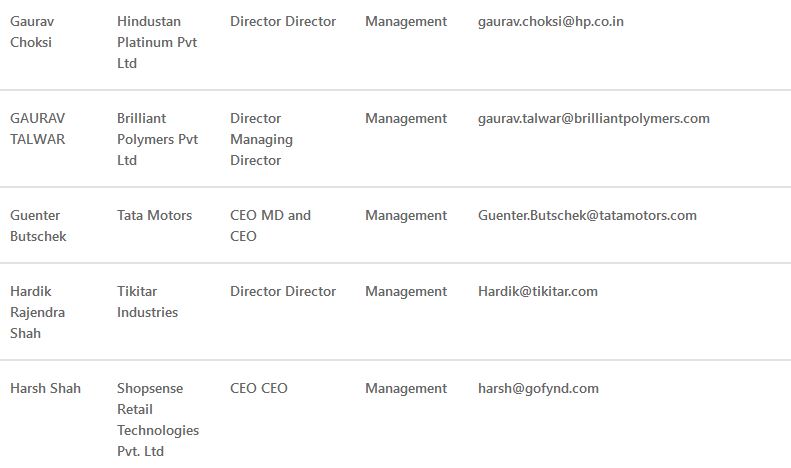 Gaurav Hindustan Director Director Management gaurav.choksi@hp.co.in
Choksi Platinum Pvt
Ltd
GAURAV Brilliant Director Management gaurav.talwar@brilliantpolymers.com
TALWAR Polymers Pvt Managing
Ltd Director
Guenter Tata Motors CEO MD and Management Guenter.Butschek@tatamotors.com
Butschek CEO
Hardik Tikitar Director Director Management Hardik@tikitar.com
Rajendra Industries
Shah
Harsh Shah Shopsense CEO CEO Management harsh@gofynd.com
Retail
Technologies
Pvt. Ltd